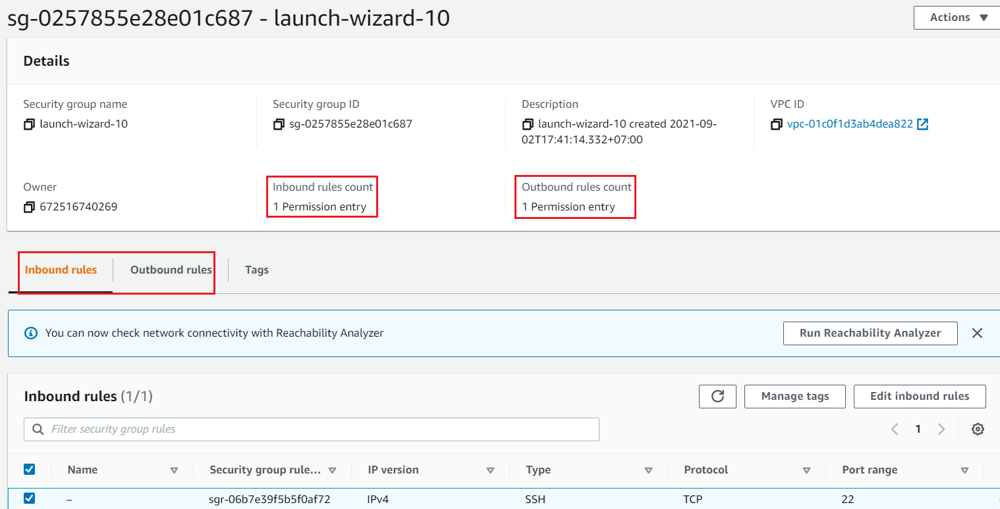 sg-0257855e28e01c687 - launch-wizard-10
Actions
Details
Security group name
launch-wizard-10
Security group ID
sg-0257855e28e01c687
Description
launch-wizard-10 created 2021-09-
02T17:41:14.332+07:00
VPC ID
vpc-01c0f1d3ab4dea822
Owner
672516740269
Inbound rules count
1 Permission entry
Outbound rules count
1 Permission entry
Inbound rules
Outbound rules
Tags
You can now check network connectivity with Reachability Analyzer
Run Reachability Analyzer
Inbound rules (1/1)
Manage tags
Edit inbound rules
Filter security group rules
1
Name
Security group rule...
IP version
Type
Protocol
Port range
–
sgr-06b7e39f5b5f0af72
IPv4
SSH
TCP
22